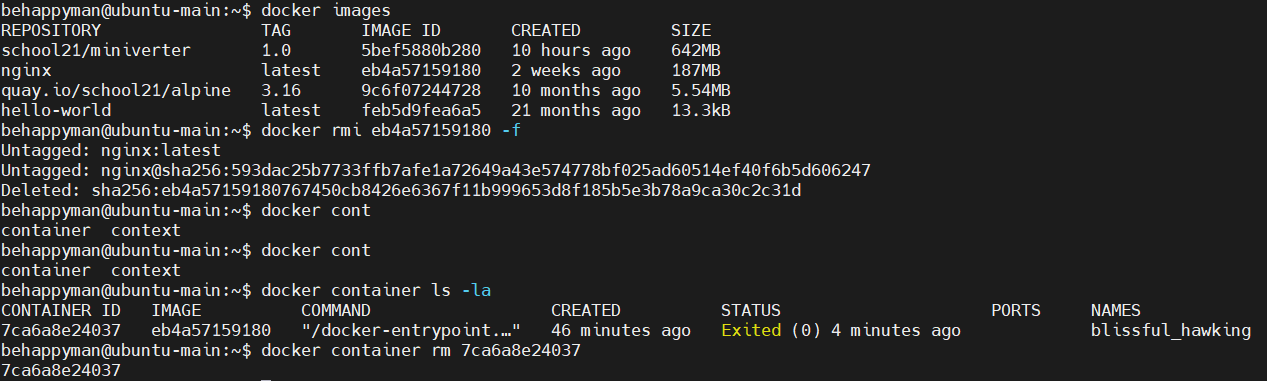 behappyman@ubuntu-main:~$ docker images
REPOSITORY TAG IMAGE ID CREATED SIZE
school21/miniverter 1.0 5bef5880b280 10 hours ago 642MB
nginx latest eb4a57159180 2 weeks ago 187MB
quay.io/school21/alpine 3.16 9c6f07244728 10 months ago 5.54MB
hello-world latest feb5d9fea6a5 21 months ago 13.3kB
behappyman@ubuntu-main:~$ docker rmi eb4a57159180 -f
Untagged: nginx:latest
Untagged: nginx@sha256:593dac25b7733ffb7afe1a72649a43e574778bf025ad60514ef40f6b5d606247
Deleted: sha256:eb4a57159180767450cb8426e6367f11b999653d8f185b5e3b78a9ca30c2c31d
behappyman@ubuntu-main:~$ docker cont
container context
behappyman@ubuntu-main:~$ docker cont
container context
behappyman@ubuntu-main:~$ docker container ls -la
CONTAINER ID IMAGE COMMAND CREATED STATUS PORTS NAMES
7ca6a8e24037 eb4a57159180 "/docker-entrypoint.…" 46 minutes ago Exited (0) 4 minutes ago blissful_hawking
behappyman@ubuntu-main:~$ docker container rm 7ca6a8e24037
7ca6a8e24037